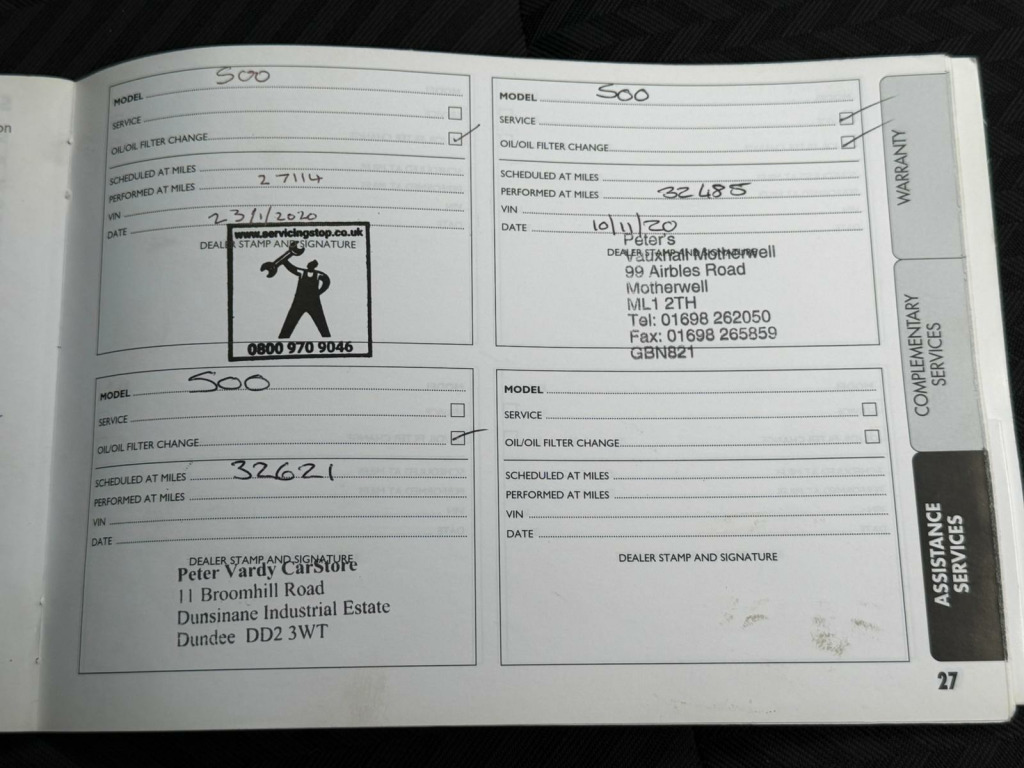 on
MODEL 500
SERVICE
OIL/OIL FILTER CHANGE
SCHEDULED AT MILES
PERFORMED AT MILES 27114
VIN
DATE 23/1/2020
DEALER STAMP AND SIGNATURE
www.servicingstop.co.uk
0800 970 9046
MODEL 500
SERVICE
OIL/OIL FILTER CHANGE
SCHEDULED AT MILES
PERFORMED AT MILES 32485
VIN
DATE 10/11/20
DEALER STAMP AND SIGNATURE
Peter's
Vauxhall Motherwell
99 Airbles Road
Motherwell
ML1 2TH
Tel: 01698 262050
Fax: 01698 265859
GBN821
MODEL 500
SERVICE
OIL/OIL FILTER CHANGE
SCHEDULED AT MILES 32621
PERFORMED AT MILES
VIN
DATE
DEALER STAMP AND SIGNATURE
Peter Vardy CarStore
11 Broomhill Road
Dunsinane Industrial Estate
Dundee DD2 3WT
MODEL
SERVICE
OIL/OIL FILTER CHANGE
SCHEDULED AT MILES
PERFORMED AT MILES
VIN
DATE
DEALER STAMP AND SIGNATURE
WARRANTY
COMPLEMENTARY
SERVICES
ASSISTANCE
SERVICES
27